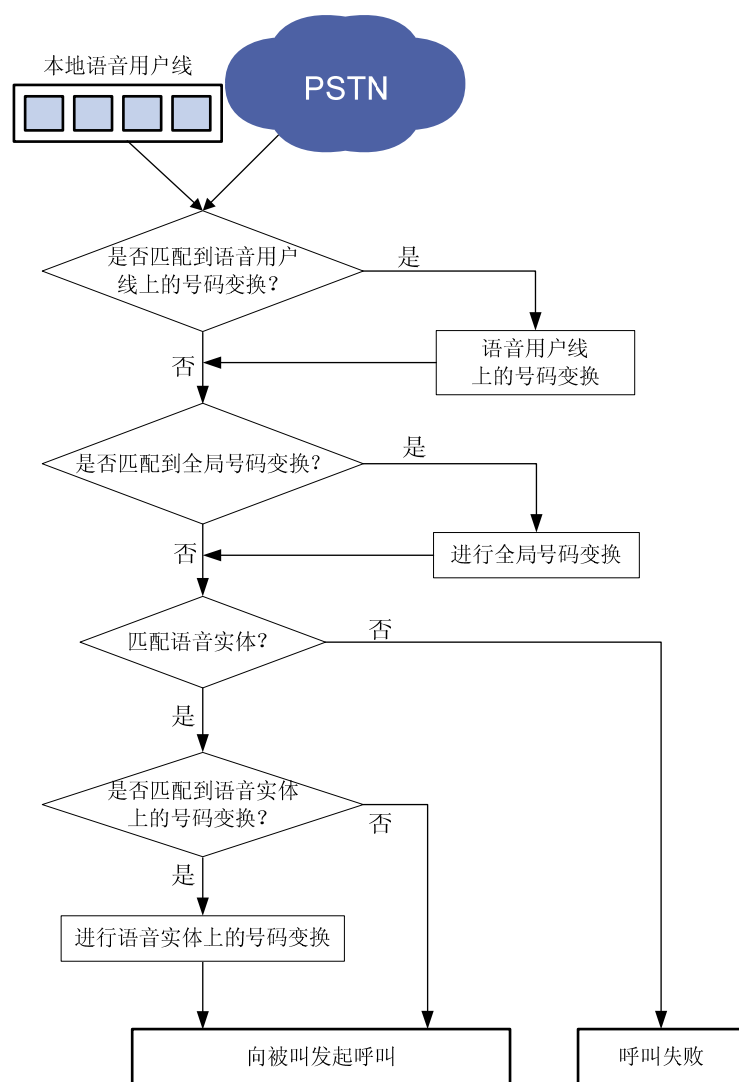 本地语音用户线
PSTN
是否匹配到语音用户
线上的号码变换？
是
语音用户线
上的号码变换
否
是否匹配到全局号码变换？
是
进行全局号码变换
否
匹配语音实体？
否
是
是否匹配到语音实体
上的号码变换？
否
是
进行语音实体上的号码变换
向被叫发起呼叫
呼叫失败